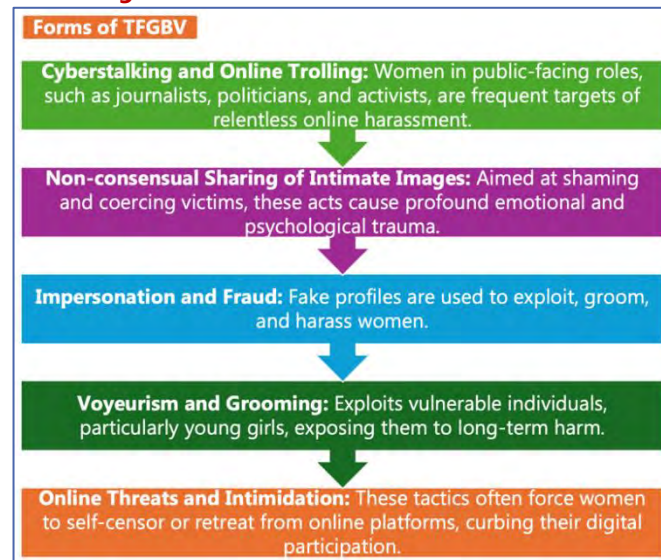 Forms of TFGBV
Cyberstalking and Online Trolling: Women in public-facing roles,
such as journalists, politicians, and activists, are frequent targets of
relentless online harassment.
Non-consensual Sharing of Intimate Images: Aimed at shaming
and coercing victims, these acts cause profound emotional and
psychological trauma.
Impersonation and Fraud: Fake profiles are used to exploit, groom,
and harass women.
Voyeurism and Grooming: Exploits vulnerable individuals,
particularly young girls, exposing them to long-term harm.
Online Threats and Intimidation: These tactics often force women
to self-censor or retreat from online platforms, curbing their digital
participation.